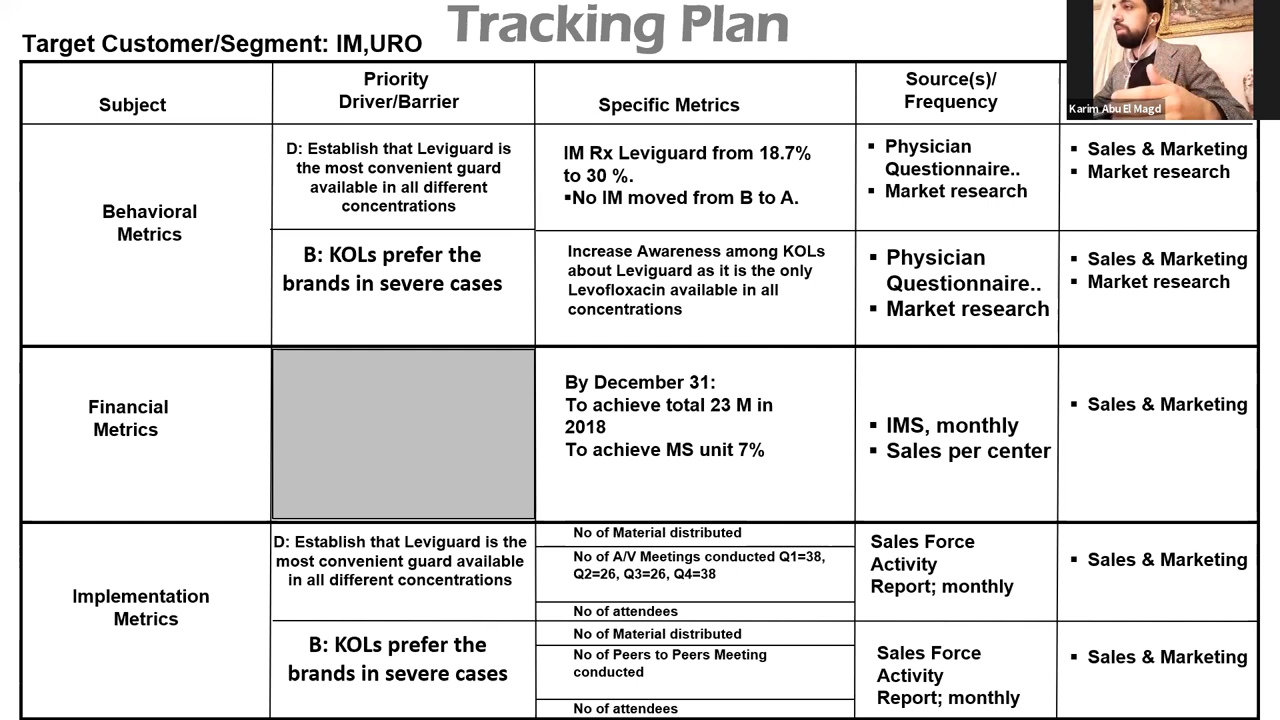 Tracking Plan
Target Customer/Segment: IM,URO
Subject
Priority
Driver/Barrier
Specific Metrics
Source(s)/
Frequency
Karim Abu El Magd
Behavioral
Metrics
D: Establish that Leviguard is
the most convenient guard
available in all different
concentrations
IM Rx Leviguard from 18.7%
to 30 %.
▪No IM moved from B to A.
▪ Physician
Questionnaire..
▪ Market research
▪ Sales & Marketing
▪ Market research
B: KOLs prefer the
brands in severe cases
Increase Awareness among KOLs
about Leviguard as it is the only
Levofloxacin available in all
concentrations
▪ Physician
Questionnaire..
▪ Market research
▪ Sales & Marketing
▪ Market research
Financial
Metrics
By December 31:
To achieve total 23 M in
2018
To achieve MS unit 7%
▪ IMS, monthly
▪ Sales per center
▪ Sales & Marketing
Implementation
Metrics
D: Establish that Leviguard is the
most convenient guard available
in all different concentrations
No of Material distributed
No of A/V Meetings conducted Q1=38,
Q2=26, Q3=26, Q4=38
No of attendees
Sales Force
Activity
Report; monthly
▪ Sales & Marketing
B: KOLs prefer the
brands in severe cases
No of Material distributed
No of Peers to Peers Meeting
conducted
No of attendees
Sales Force
Activity
Report; monthly
▪ Sales & Marketing